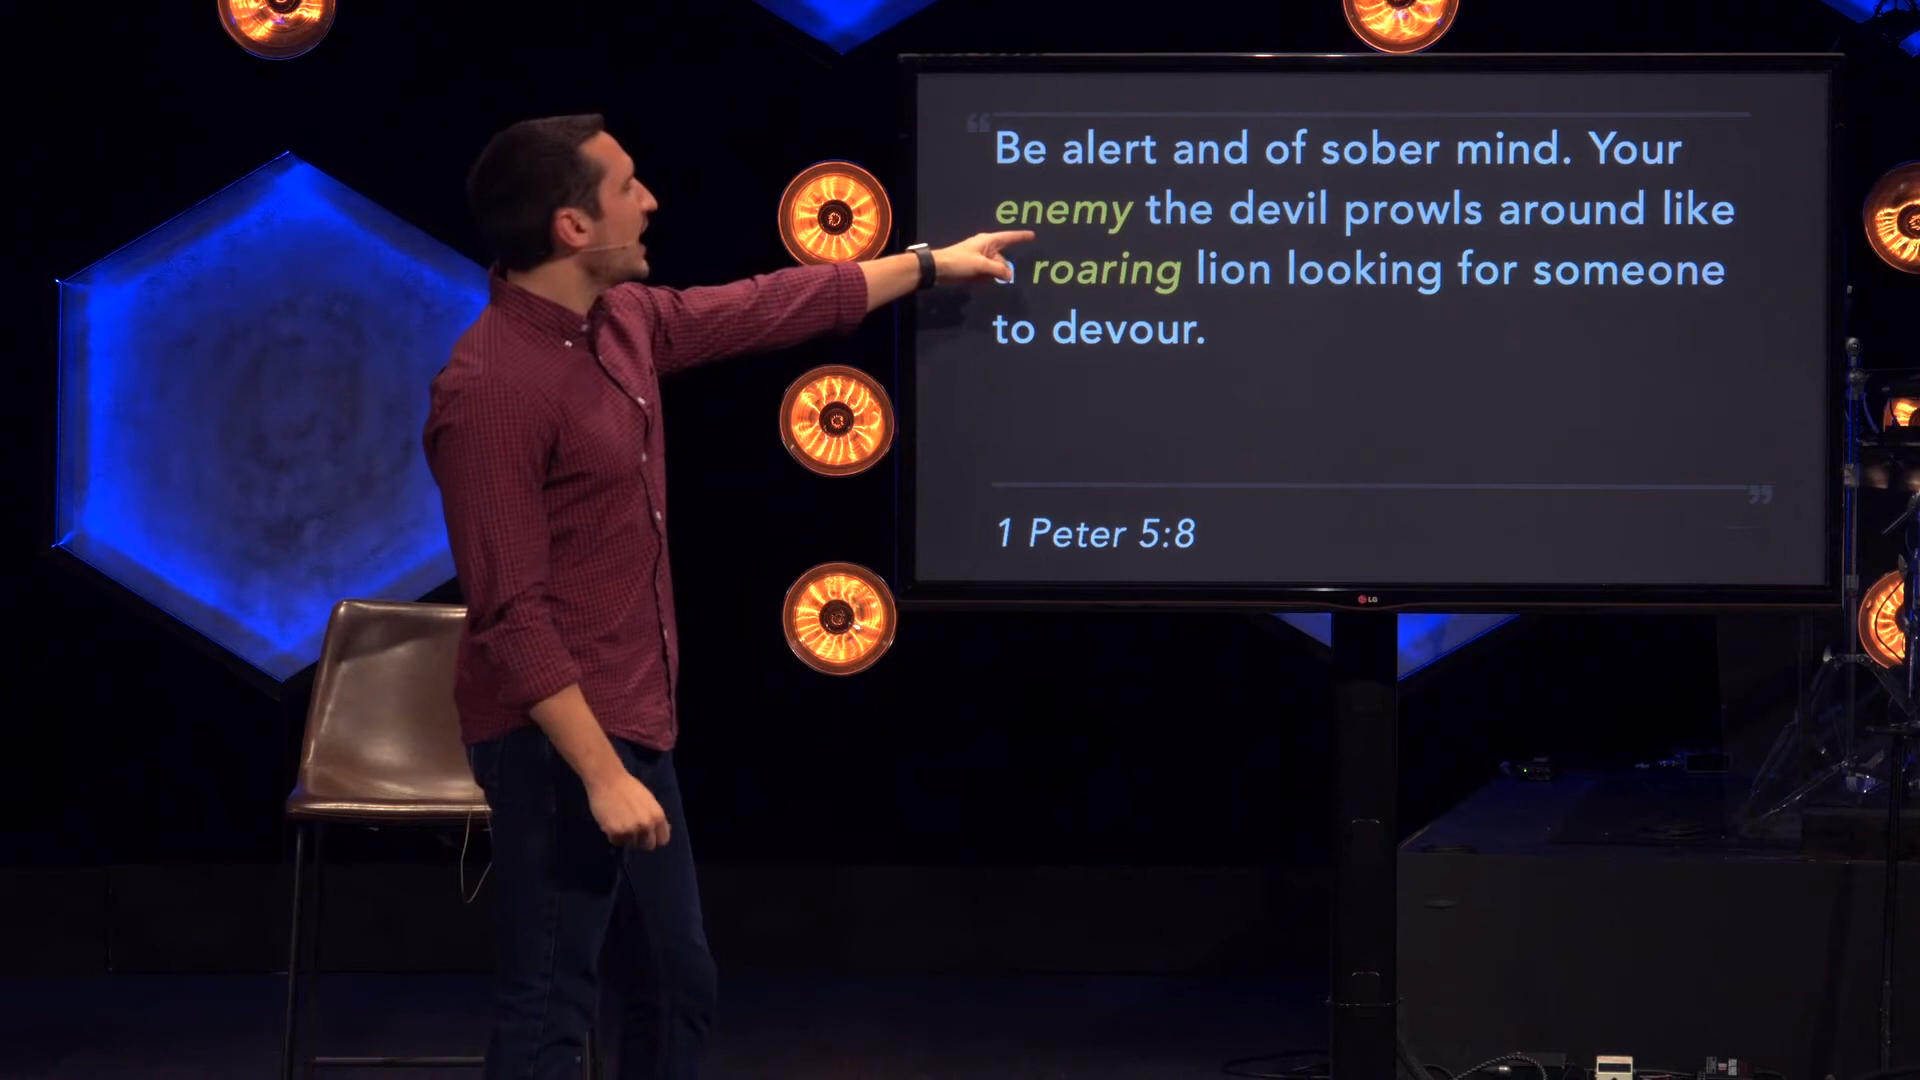 “Be alert and of sober mind. Your
enemy the devil prowls around like
a roaring lion looking for someone
to devour.
”
1 Peter 5:8
LG